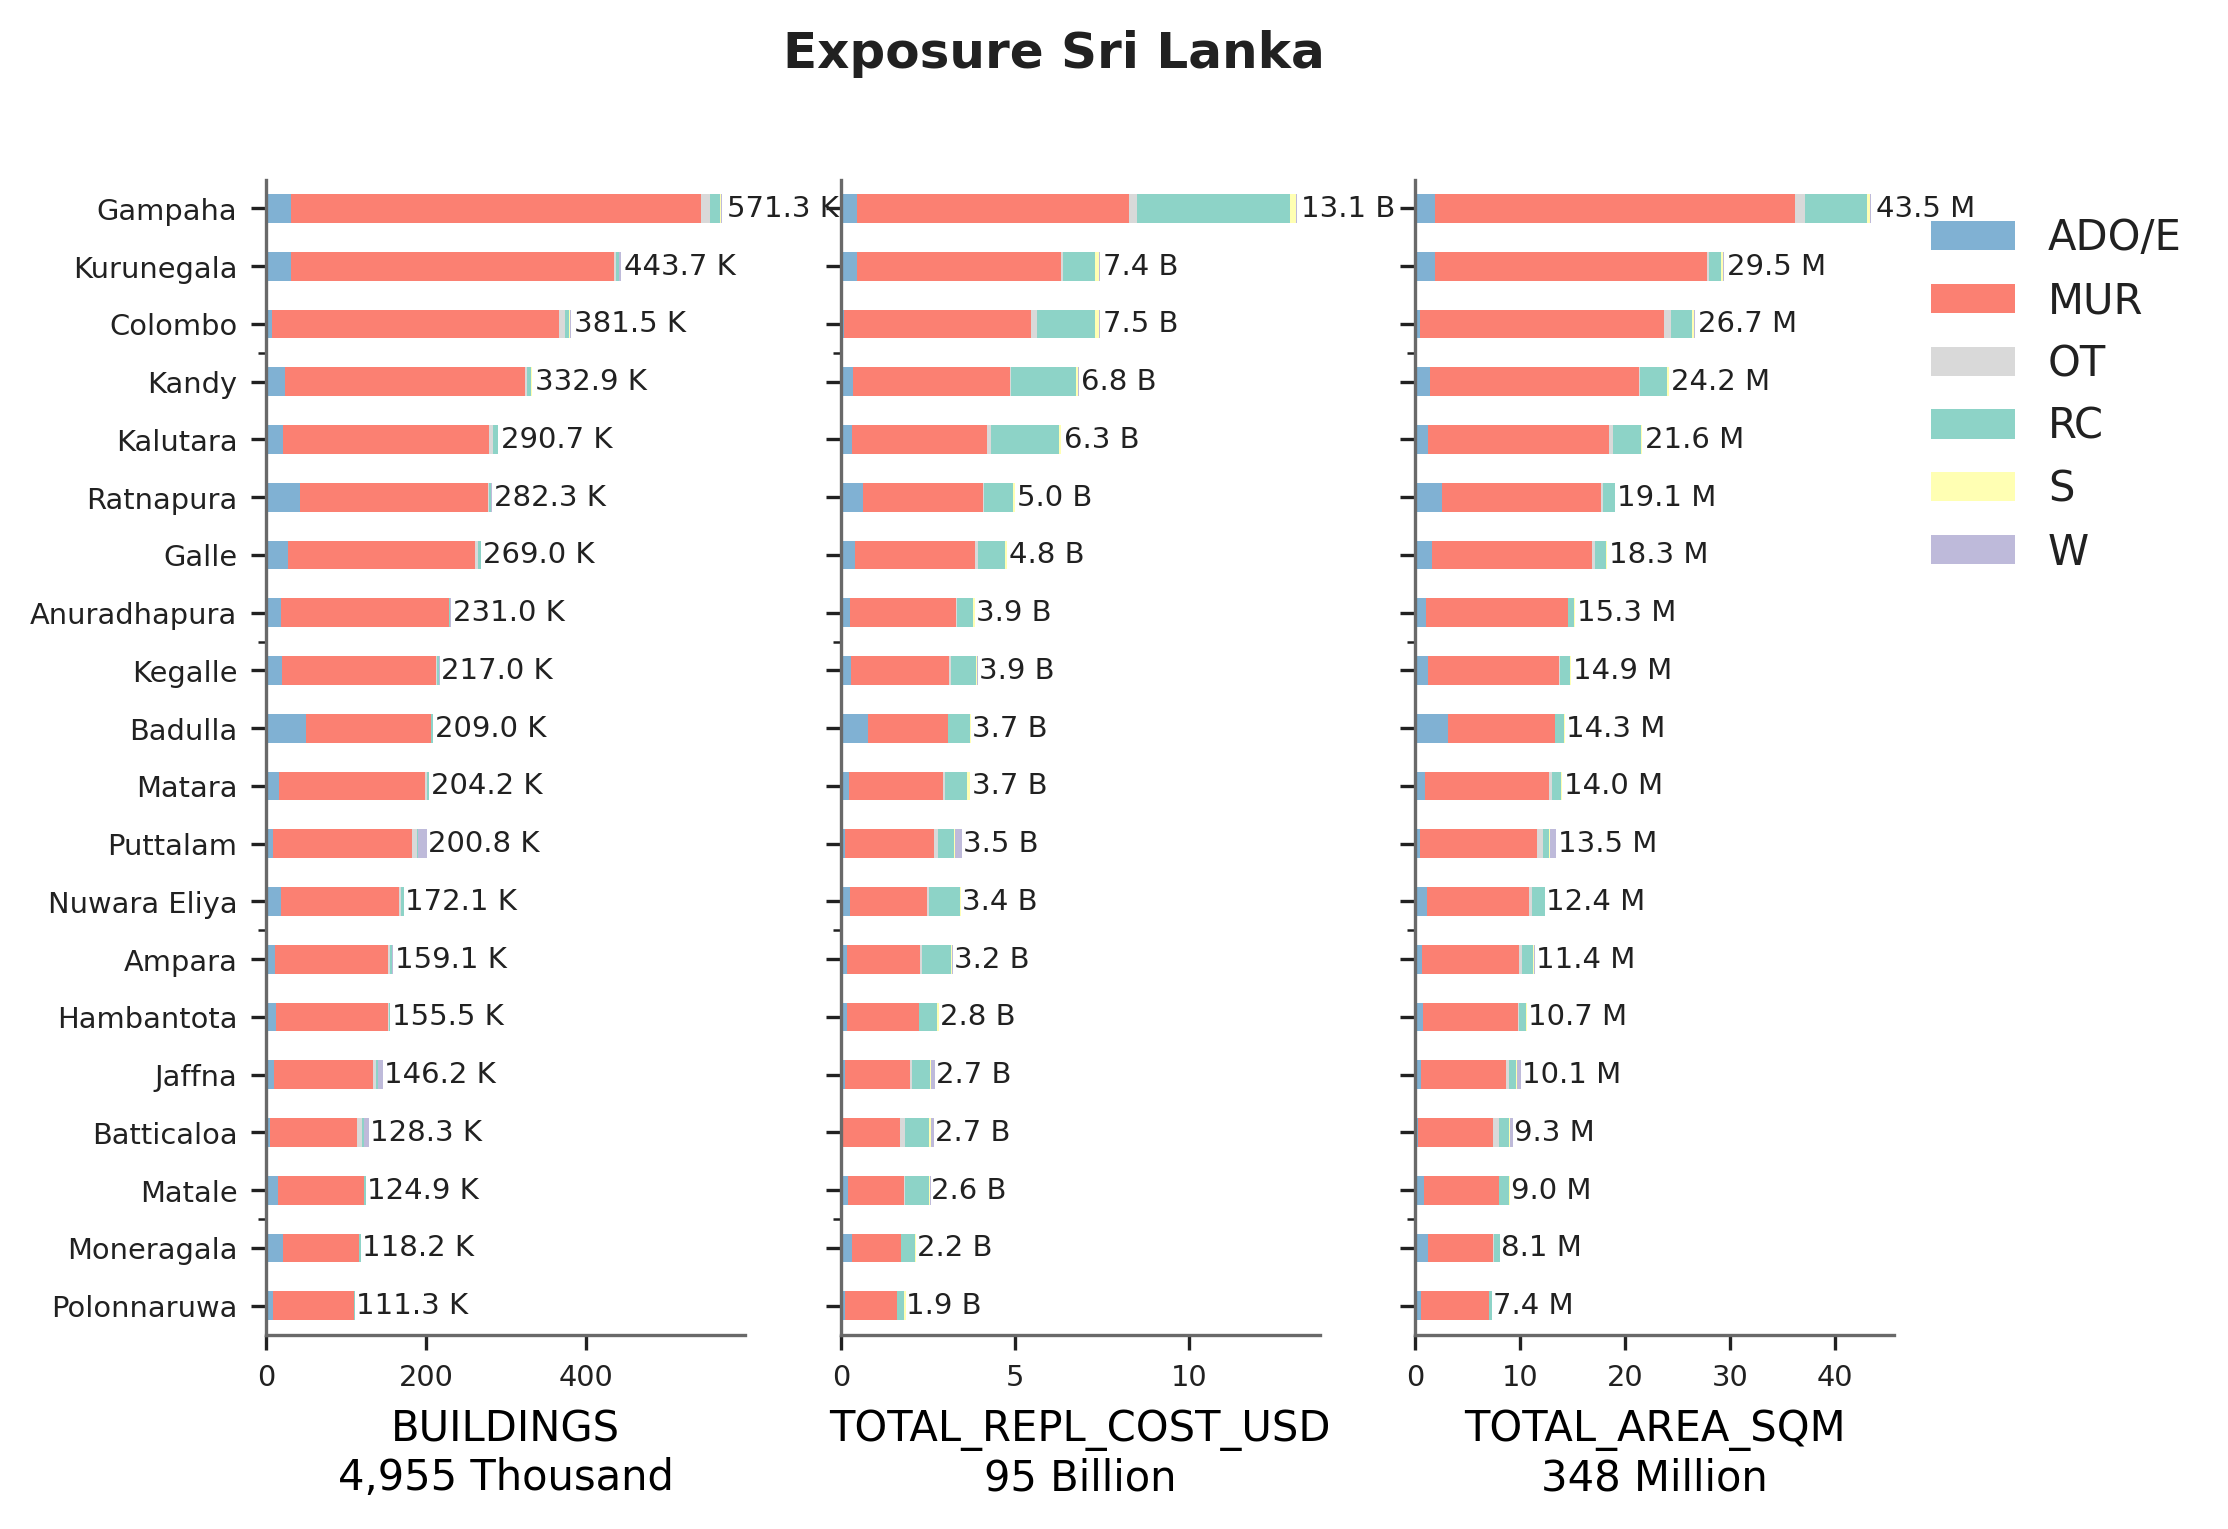 Exposure Sri Lanka
Gampaha 571.3 K 13.1 B 43.5 M
Kurunegala 443.7 K 7.4 B 29.5 M
Colombo 381.5 K 7.5 B 26.7 M
Kandy 332.9 K 6.8 B 24.2 M
Kalutara 290.7 K 6.3 B 21.6 M
Ratnapura 282.3 K 5.0 B 19.1 M
Galle 269.0 K 4.8 B 18.3 M
Anuradhapura 231.0 K 3.9 B 15.3 M
Kegalle 217.0 K 3.9 B 14.9 M
Badulla 209.0 K 3.7 B 14.3 M
Matara 204.2 K 3.7 B 14.0 M
Puttalam 200.8 K 3.5 B 13.5 M
Nuwara Eliya 172.1 K 3.4 B 12.4 M
Ampara 159.1 K 3.2 B 11.4 M
Hambantota 155.5 K 2.8 B 10.7 M
Jaffna 146.2 K 2.7 B 10.1 M
Batticaloa 128.3 K 2.7 B 9.3 M
Matale 124.9 K 2.6 B 9.0 M
Moneragala 118.2 K 2.2 B 8.1 M
Polonnaruwa 111.3 K 1.9 B 7.4 M
0 200 400
BUILDINGS
4,955 Thousand
0 5 10
TOTAL_REPL_COST_USD
95 Billion
0 10 20 30 40
TOTAL_AREA_SQM
348 Million
ADO/E
MUR
OT
RC
S
W